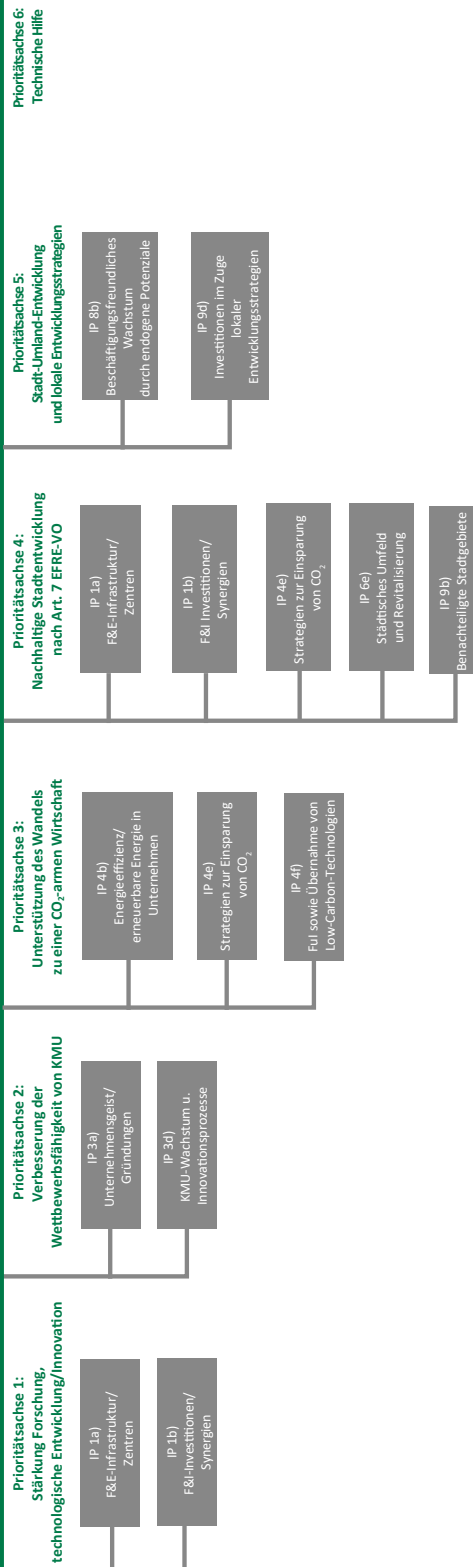 Prioritätsachse 1:
Stärkung Forschung,
technologische Entwicklung/Innovation
IP 1a)
F&E-Infrastruktur/
Zentren
IP 1b)
F&I-Investitionen/
Synergien
Prioritätsachse 2:
Verbesserung der
Wettbewerbsfähigkeit von KMU
IP 3a)
Unternehmensgeist/
Gründungen
IP 3d)
KMU-Wachstum u.
Innovationsprozesse
Prioritätsachse 3:
Unterstützung des Wandels
zu einer CO₂-armen Wirtschaft
IP 4b)
Energieeffizienz/
erneuerbare Energie in
Unternehmen
IP 4e)
Strategien zur Einsparung
von CO₂
IP 4f)
FuI sowie Übernahme von
Low-Carbon-Technologien
Prioritätsachse 4:
Nachhaltige Stadtentwicklung
nach Art. 7 EFRE-VO
IP 1a)
F&E-Infrastruktur/
Zentren
IP 1b)
F&I Investitionen/
Synergien
IP 4e)
Strategien zur Einsparung
von CO₂
IP 6e)
Städtisches Umfeld
und Revitalisierung
IP 9b)
Benachteiligte Stadtgebiete
Prioritätsachse 5:
Stadt-Umland-Entwicklung
und lokale Entwicklungsstrategien
IP 8b)
Beschäftigungsfreundliches
Wachstum
durch endogene Potenziale
IP 9d)
Investitionen im Zuge
lokaler
Entwicklungsstrategien
Prioritätsachse 6:
Technische Hilfe